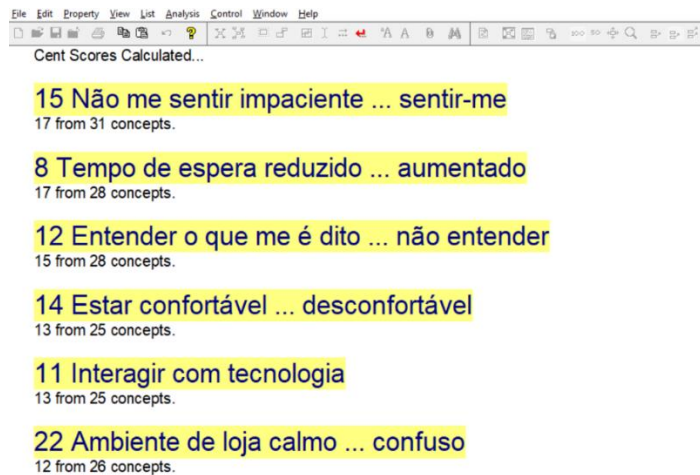 File Edit Property View List Analysis Control Window Help
Cent Scores Calculated...
15 Não me sentir impaciente ... sentir-me
17 from 31 concepts.
8 Tempo de espera reduzido ... aumentado
17 from 28 concepts.
12 Entender o que me é dito ... não entender
15 from 28 concepts.
14 Estar confortável ... desconfortável
13 from 25 concepts.
11 Interagir com tecnologia
13 from 25 concepts.
22 Ambiente de loja calmo ... confuso
12 from 26 concepts.